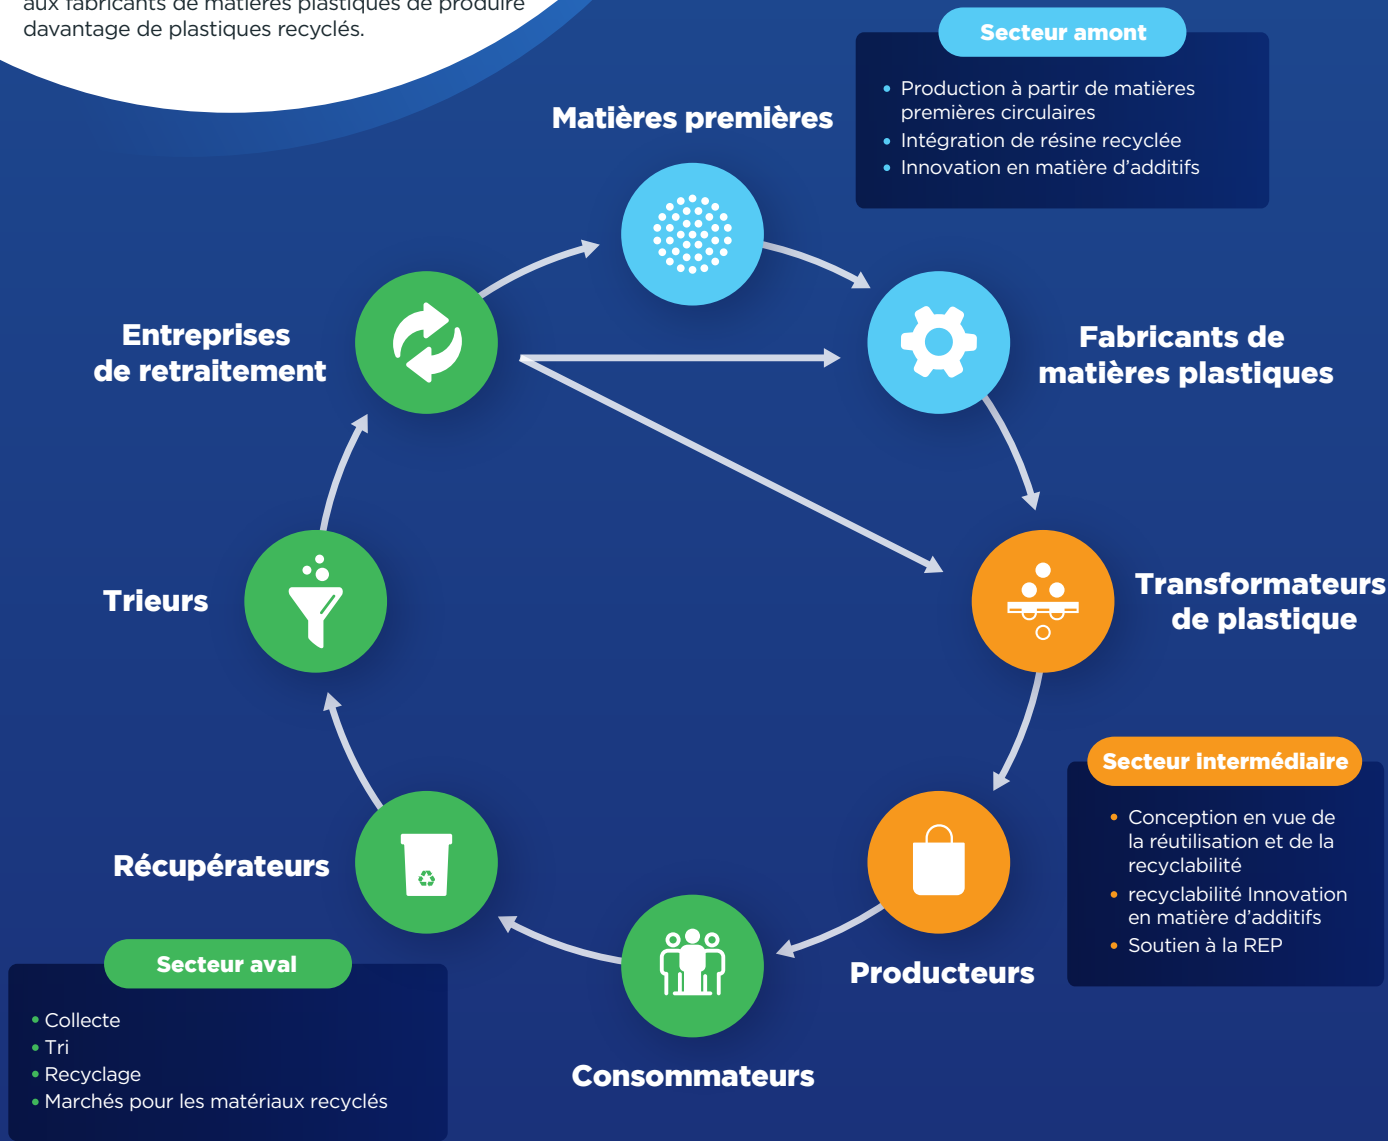 aux fabricants de matières plastiques de produire
davantage de plastiques recyclés.
Secteur amont
• Production à partir de matières
premières circulaires
• Intégration de résine recyclée
• Innovation en matière d'additifs
Matières premières
Entreprises
de retraitement
Fabricants de
matières plastiques
Trieurs
Transformateurs
de plastique
Secteur intermédiaire
• Conception en vue de
la réutilisation et de la
recyclabilité
• recyclabilité Innovation
en matière d'additifs
• Soutien à la REP
Récupérateurs
Producteurs
Secteur aval
• Collecte
• Tri
• Recyclage
• Marchés pour les matériaux recyclés
Consommateurs